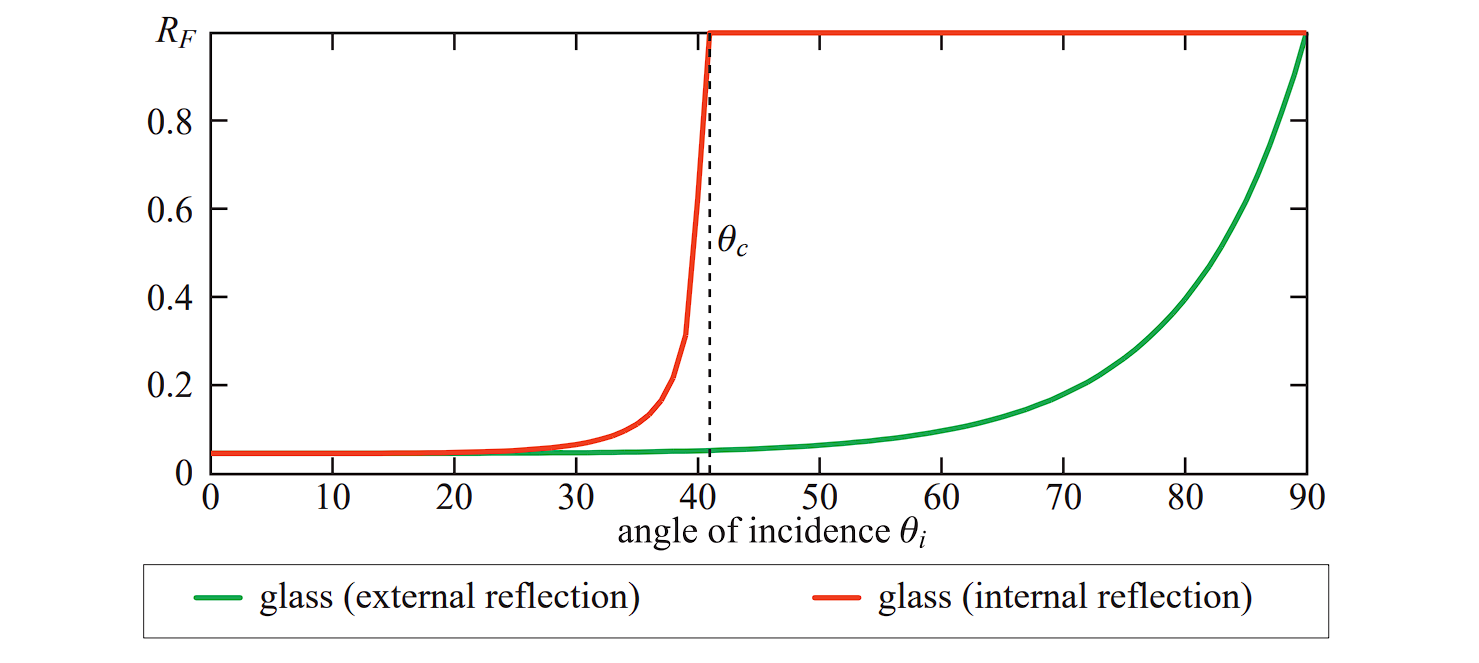 R_F
0.8
0.6
0.4
0.2
0
θ_c
0 10 20 30 40 50 60 70 80 90
angle of incidence θ_i
glass (external reflection) glass (internal reflection)